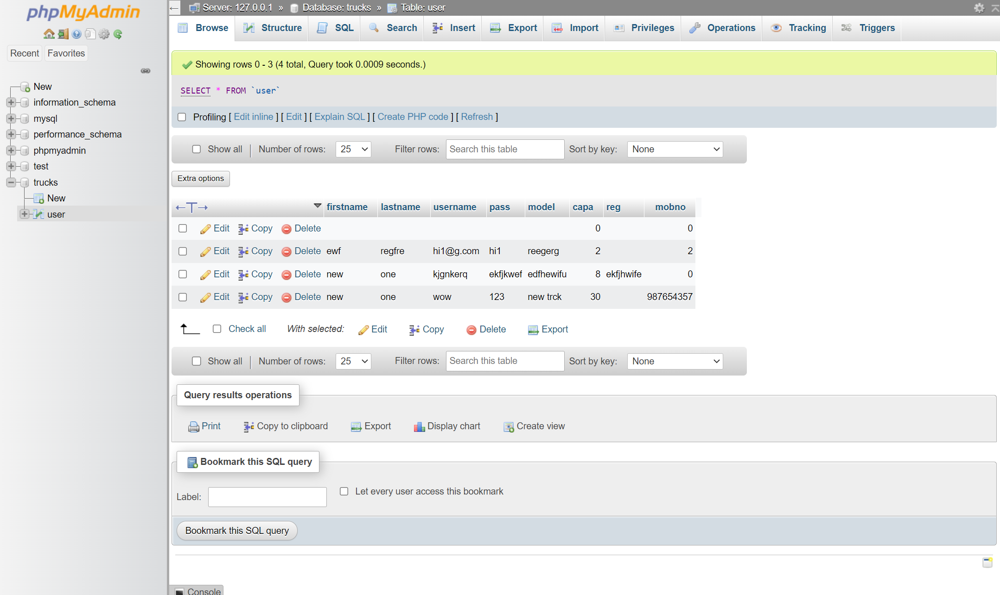 phpMyAdmin
Recent Favorites
New
information_schema
mysql
performance_schema
phpmyadmin
test
trucks
New
user
Server: 127.0.0.1 » Database: trucks » Table: user
Browse Structure SQL Search Insert Export Import Privileges Operations Tracking Triggers
Showing rows 0 - 3 (4 total, Query took 0.0009 seconds.)
SELECT * FROM `user`
Profiling [ Edit inline ] [ Edit ] [ Explain SQL ] [ Create PHP code ] [ Refresh ]
Show all | Number of rows: 25 Filter rows: Search this table Sort by key: None
Extra options
←T→ firstname lastname username pass model capa reg mobno
Edit Copy Delete 0 0
Edit Copy Delete ewf regfre hi1@g.com hi1 reegerg 2 2
Edit Copy Delete new one kjgnkerq ekfjkwef edfhewifu 8 ekfjhwife 0
Edit Copy Delete new one wow 123 new trck 30 987654357
Check all With selected: Edit Copy Delete Export
Show all | Number of rows: 25 Filter rows: Search this table Sort by key: None
Query results operations
Print Copy to clipboard Export Display chart Create view
Bookmark this SQL query
Label: Let every user access this bookmark
Bookmark this SQL query
Console